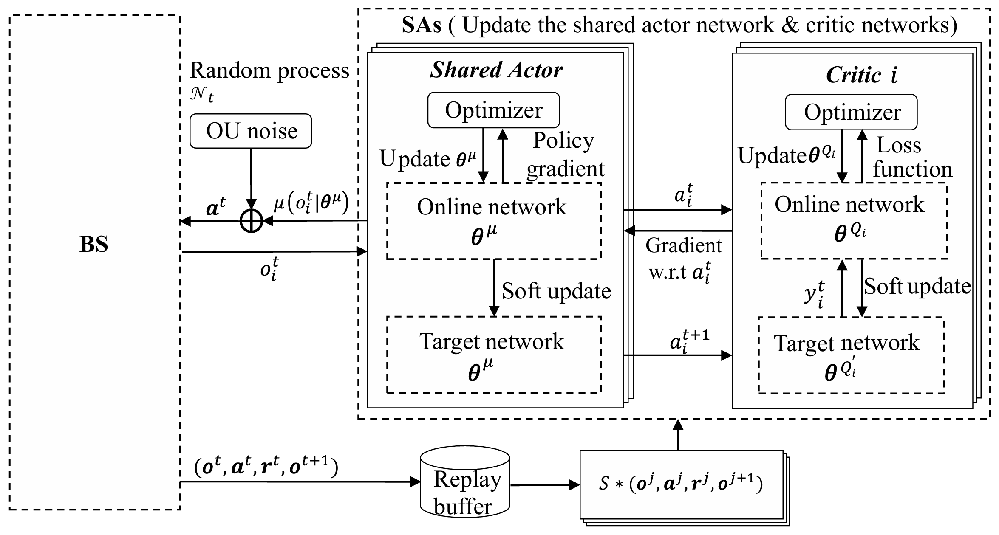 SAs ( Update the shared actor network & critic networks)
Random process
𝒩_t
OU noise
BS
a^t
μ(o_i^t|θ^μ)
o_i^t
Shared Actor
Optimizer
Update θ^μ
Policy
gradient
Online network
θ^μ
Soft update
Target network
θ^μ
a_i^t
Gradient
w.r.t a_i^t
a_i^{t+1}
Critic i
Optimizer
Update θ^{Q_i}
Loss
function
Online network
θ^{Q_i}
y_i^t
Soft update
Target network
θ^{Q_i'}
(o^t, a^t, r^t, o^{t+1})
Replay
buffer
S * (o^j, a^j, r^j, o^{j+1})